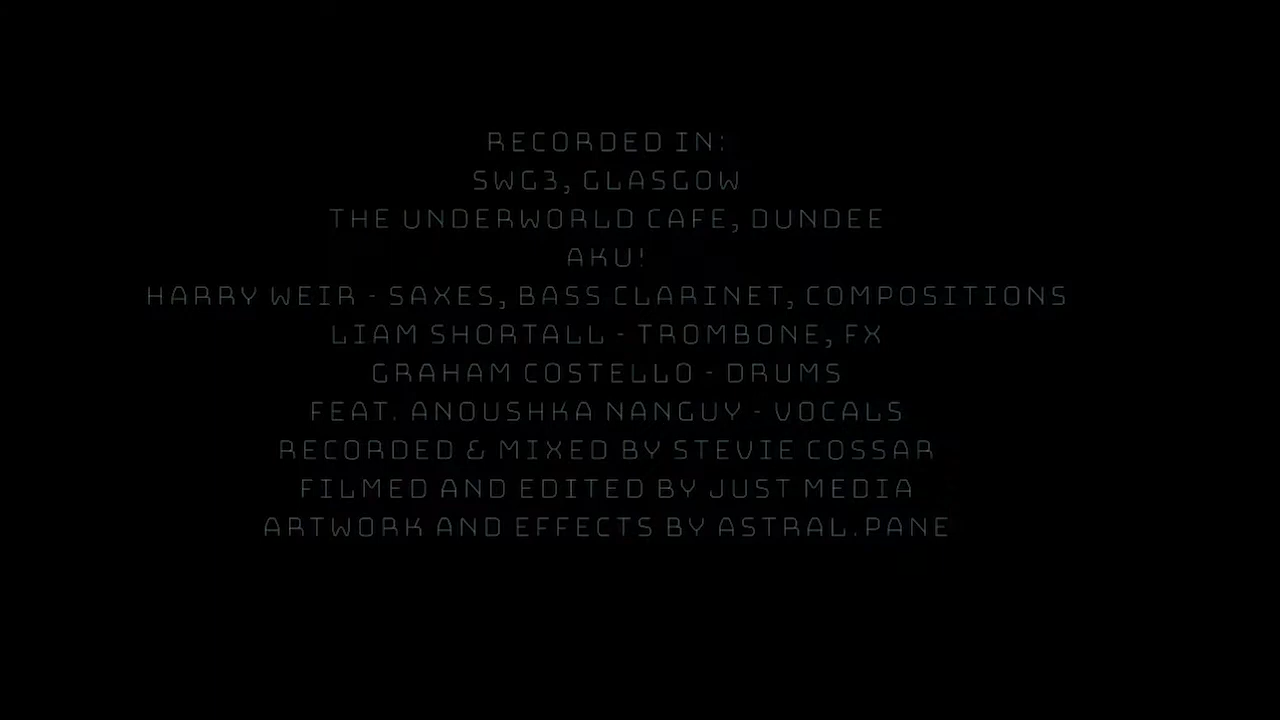 RECORDED IN:
SWG3, GLASGOW
THE UNDERWORLD CAFE, DUNDEE
AKU!
HARRY WEIR - SAXES, BASS CLARINET, COMPOSITIONS
LIAM SHORTALL - TROMBONE, FX
GRAHAM COSTELLO - DRUMS
FEAT. ANOUSHKA NANGUY - VOCALS
RECORDED & MIXED BY STEVIE COSSAR
FILMED AND EDITED BY JUST MEDIA
ARTWORK AND EFFECTS BY ASTRAL.PANE